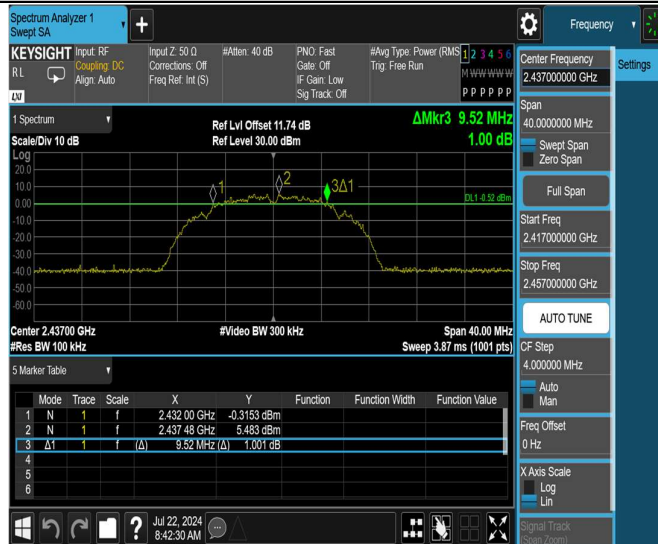 Spectrum Analyzer 1
Swept SA
+
Frequency
KEYSIGHT Input: RF Input Z: 50 Ω #Atten: 40 dB PNO: Fast #Avg Type: Power (RMS 1 2 3 4 5 6
RL Coupling: DC Corrections: Off Gate: Off Trig: Free Run M W W W W W
Align: Auto Freq Ref: Int (S) IF Gain: Low P P P P P P
LXI Sig Track: Off
1 Spectrum
Scale/Div 10 dB
Ref Lvl Offset 11.74 dB
Ref Level 30.00 dBm
ΔMkr3 9.52 MHz
1.00 dB
Log
20.0
10.0
0.00
-10.0
-20.0
-30.0
-40.0
-50.0
-60.0
1
2
3Δ1
DL1 -0.52 dBm
Center 2.43700 GHz #Video BW 300 kHz Span 40.00 MHz
#Res BW 100 kHz Sweep 3.87 ms (1001 pts)
5 Marker Table
Mode Trace Scale X Y Function Function Width Function Value
1 N 1 f 2.432 00 GHz -0.3153 dBm
2 N 1 f 2.437 48 GHz 5.483 dBm
3 Δ1 1 f (Δ) 9.52 MHz (Δ) 1.001 dB
4
5
6
?
Jul 22, 2024
8:42:30 AM
Center Frequency
2.437000000 GHz
Span
40.0000000 MHz
Swept Span
Zero Span
Full Span
Start Freq
2.417000000 GHz
Stop Freq
2.457000000 GHz
AUTO TUNE
CF Step
4.000000 MHz
Auto
Man
Freq Offset
0 Hz
X Axis Scale
Log
Lin
Signal Track
(Span Zoom)
Settings